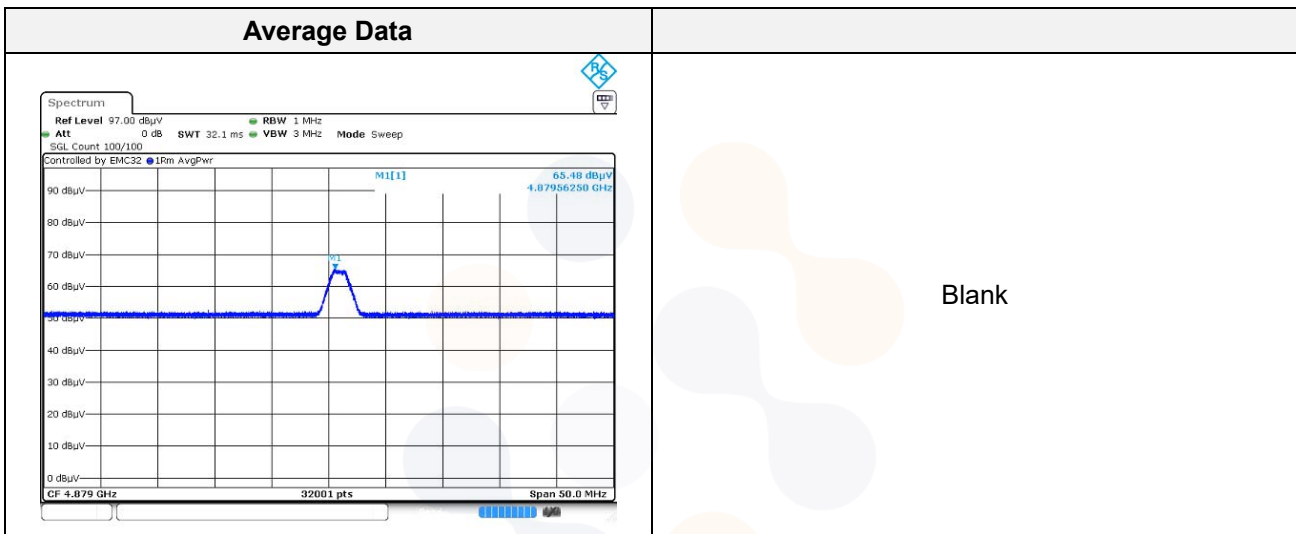 Average Data
R&S
Spectrum
Ref Level 97.00 dBµV RBW 1 MHz
Att 0 dB SWT 32.1 ms VBW 3 MHz Mode Sweep
SGL Count 100/100
Controlled by EMC32 1Rm AvgPwr
M1[1] 65.48 dBµV
4.87956250 GHz
90 dBµV
80 dBµV
70 dBµV
M1
60 dBµV
50 dBµV
40 dBµV
30 dBµV
20 dBµV
10 dBµV
0 dBµV
CF 4.879 GHz 32001 pts Span 50.0 MHz
Blank